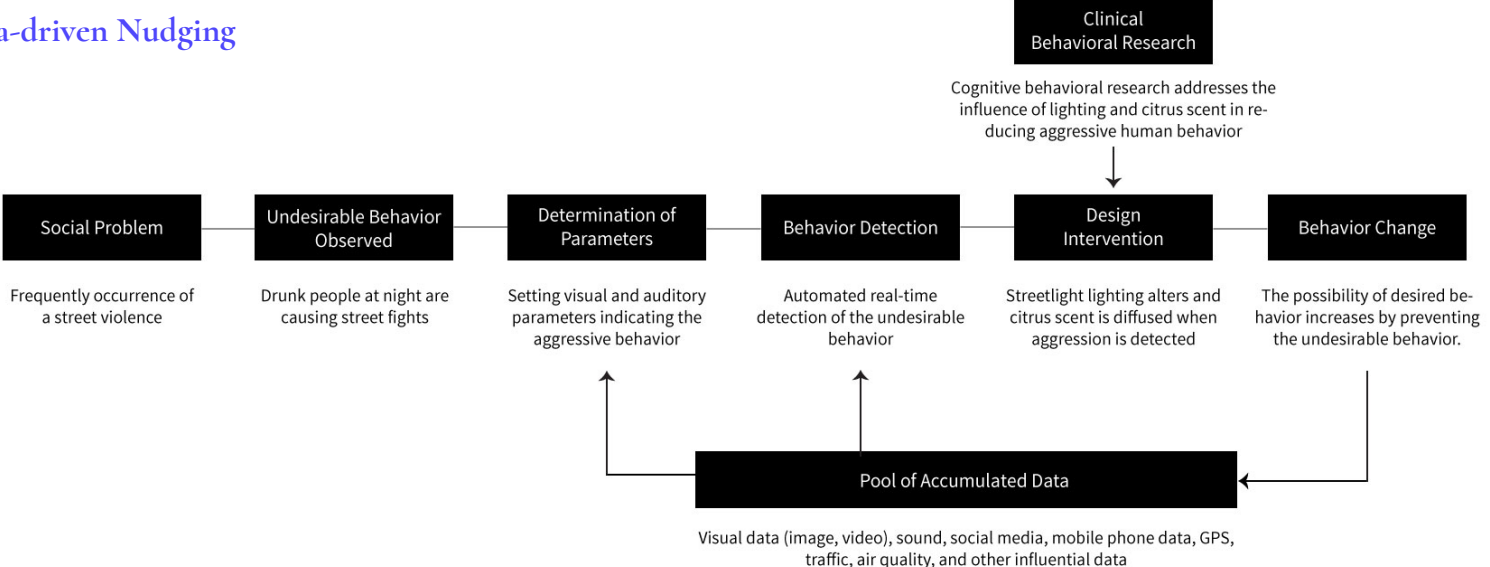 a-driven Nudging
Clinical
Behavioral Research
Cognitive behavioral research addresses the
influence of lighting and citrus scent in re-
ducing aggressive human behavior
Social Problem
Frequently occurrence of
a street violence
Undesirable Behavior
Observed
Drunk people at night are
causing street fights
Determination of
Parameters
Setting visual and auditory
parameters indicating the
aggressive behavior
Behavior Detection
Automated real-time
detection of the undesirable
behavior
Design
Intervention
Streetlight lighting alters and
citrus scent is diffused when
aggression is detected
Behavior Change
The possibility of desired be-
havior increases by preventing
the undesirable behavior.
Pool of Accumulated Data
Visual data (image, video), sound, social media, mobile phone data, GPS,
traffic, air quality, and other influential data